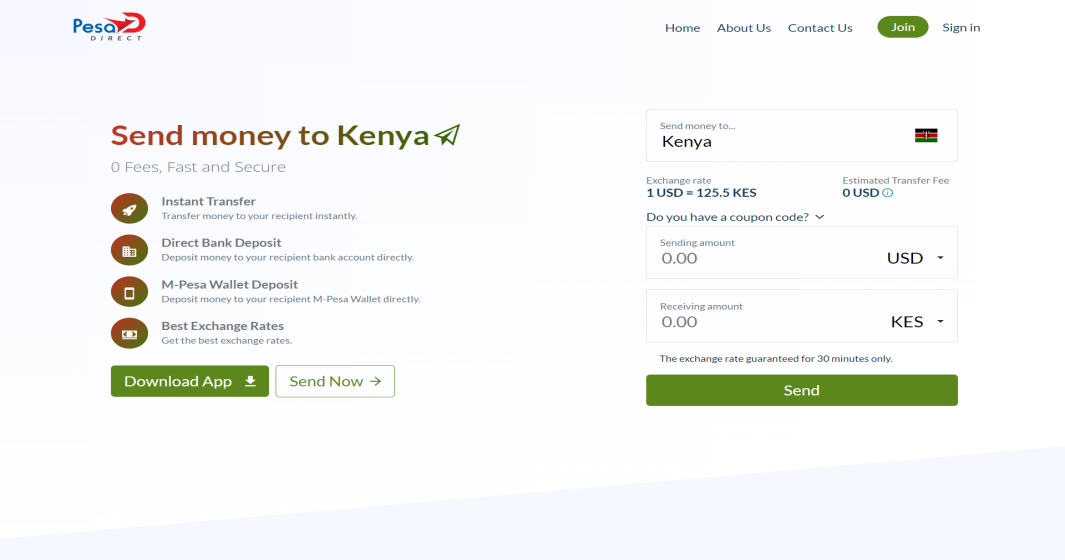 Pesa
DIRECT
Home About Us Contact Us Join Sign in
Send money to Kenya
0 Fees, Fast and Secure
Instant Transfer
Transfer money to your recipient instantly.
Direct Bank Deposit
Deposit money to your recipient bank account directly.
M-Pesa Wallet Deposit
Deposit money to your recipient M-Pesa Wallet directly.
Best Exchange Rates
Get the best exchange rates.
Download App Send Now
Send money to...
Kenya
Exchange rate Estimated Transfer Fee
1 USD = 125.5 KES 0 USD
Do you have a coupon code?
Sending amount
0.00 USD
Receiving amount
0.00 KES
The exchange rate guaranteed for 30 minutes only.
Send